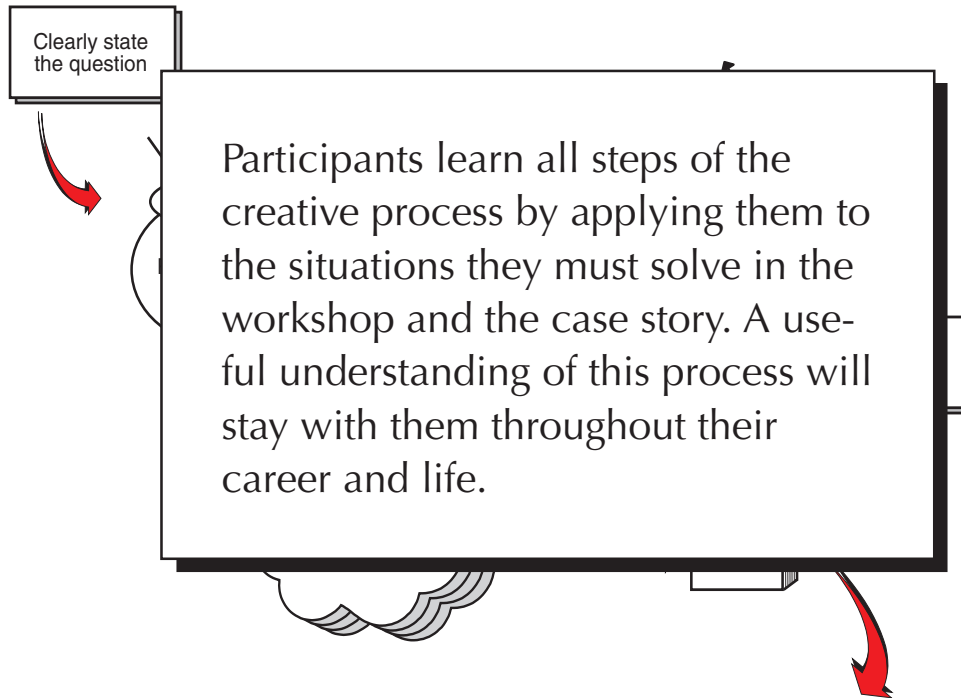 Clearly state
the question
Participants learn all steps of the
creative process by applying them to
the situations they must solve in the
workshop and the case story. A use-
ful understanding of this process will
stay with them throughout their
career and life.